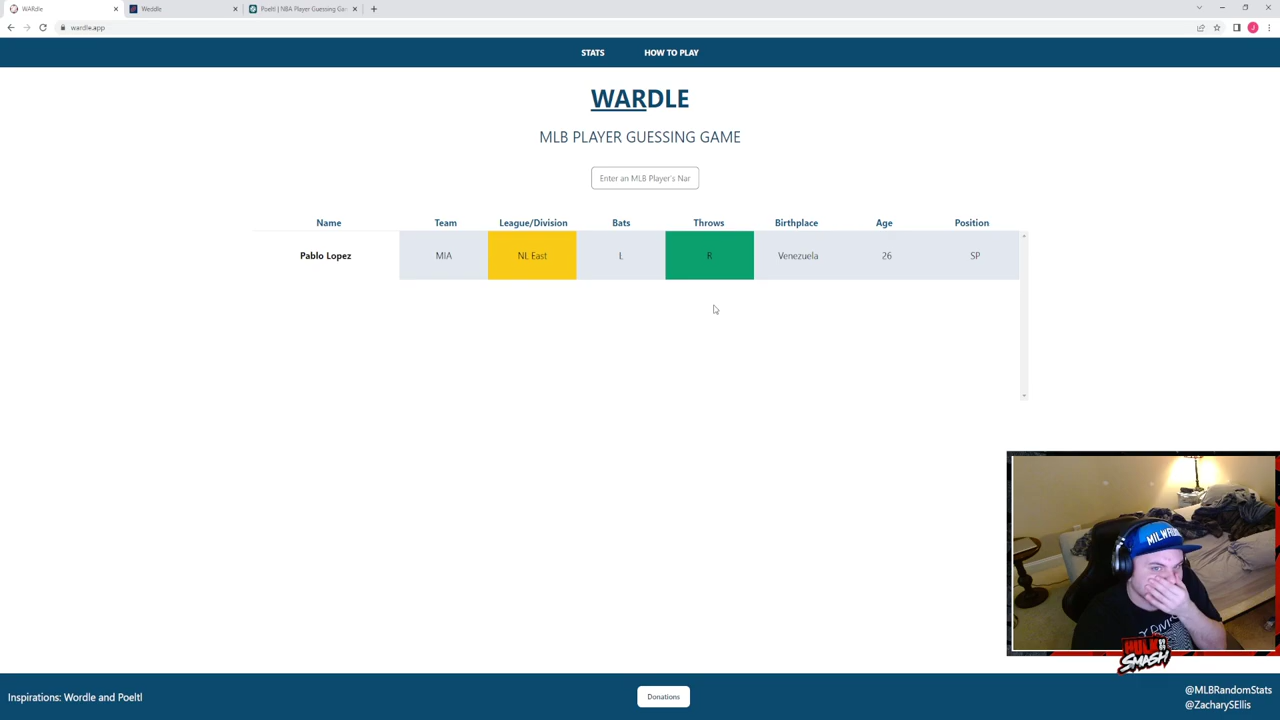 WARdle
Weddle
Poeltl | NBA Player Guessing Ga
wardle.app
J
STATS
HOW TO PLAY
WARDLE
MLB PLAYER GUESSING GAME
Enter an MLB Player's Nar
Name Team League/Division Bats Throws Birthplace Age Position
Pablo Lopez MIA NL East L R Venezuela 26 SP
HULK
SMASH
Inspirations: Wordle and Poeltl
Donations
@MLBRandomStats
@ZacharySEllis